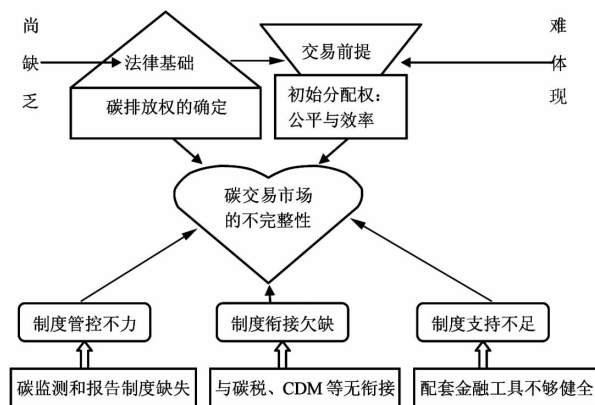 尚缺乏
法律基础
碳排放权的确定
交易前提
初始分配权：
公平与效率
难体现
碳交易市场
的不完整性
制度管控不力
制度衔接欠缺
制度支持不足
碳监测和报告制度缺失
与碳税、CDM 等无衔接
配套金融工具不够健全